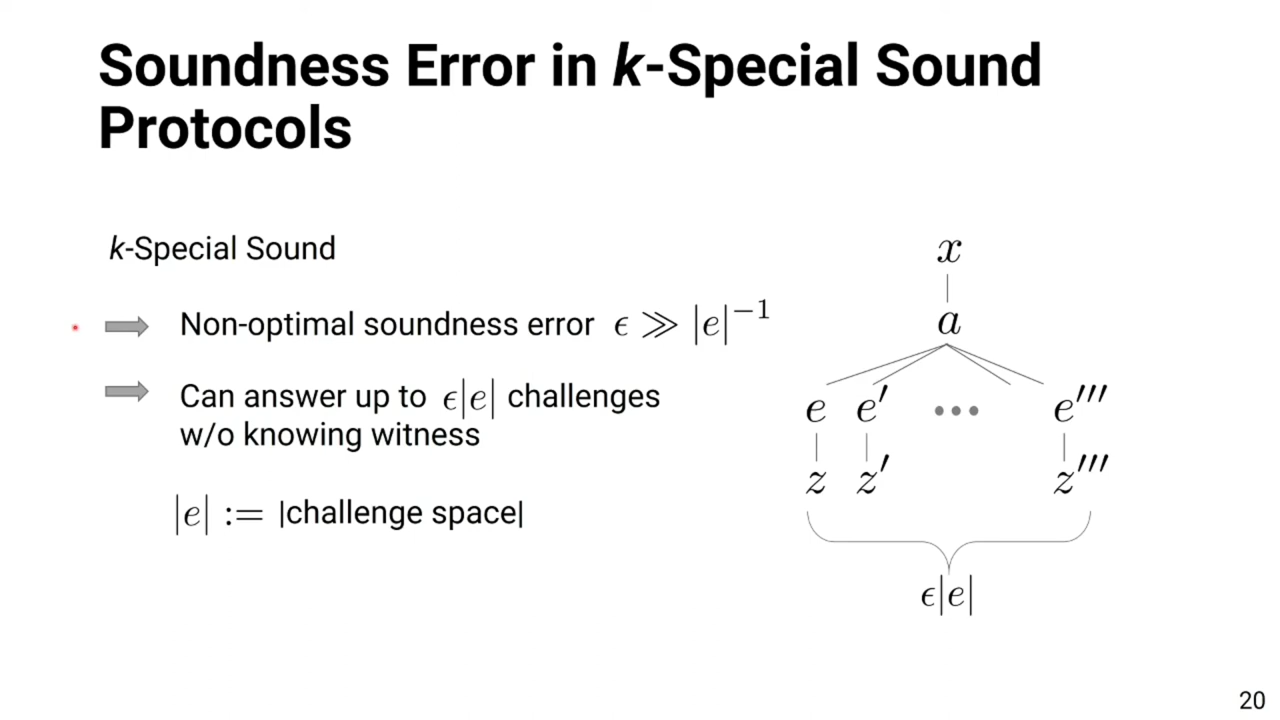 Soundness Error in k-Special Sound
Protocols
k-Special Sound
Non-optimal soundness error ϵ ≫ |e|⁻¹
Can answer up to ϵ|e| challenges
w/o knowing witness
|e| := |challenge space|
x
a
e e′ ••• e′′′
z z′ z′′′
ϵ|e|
20